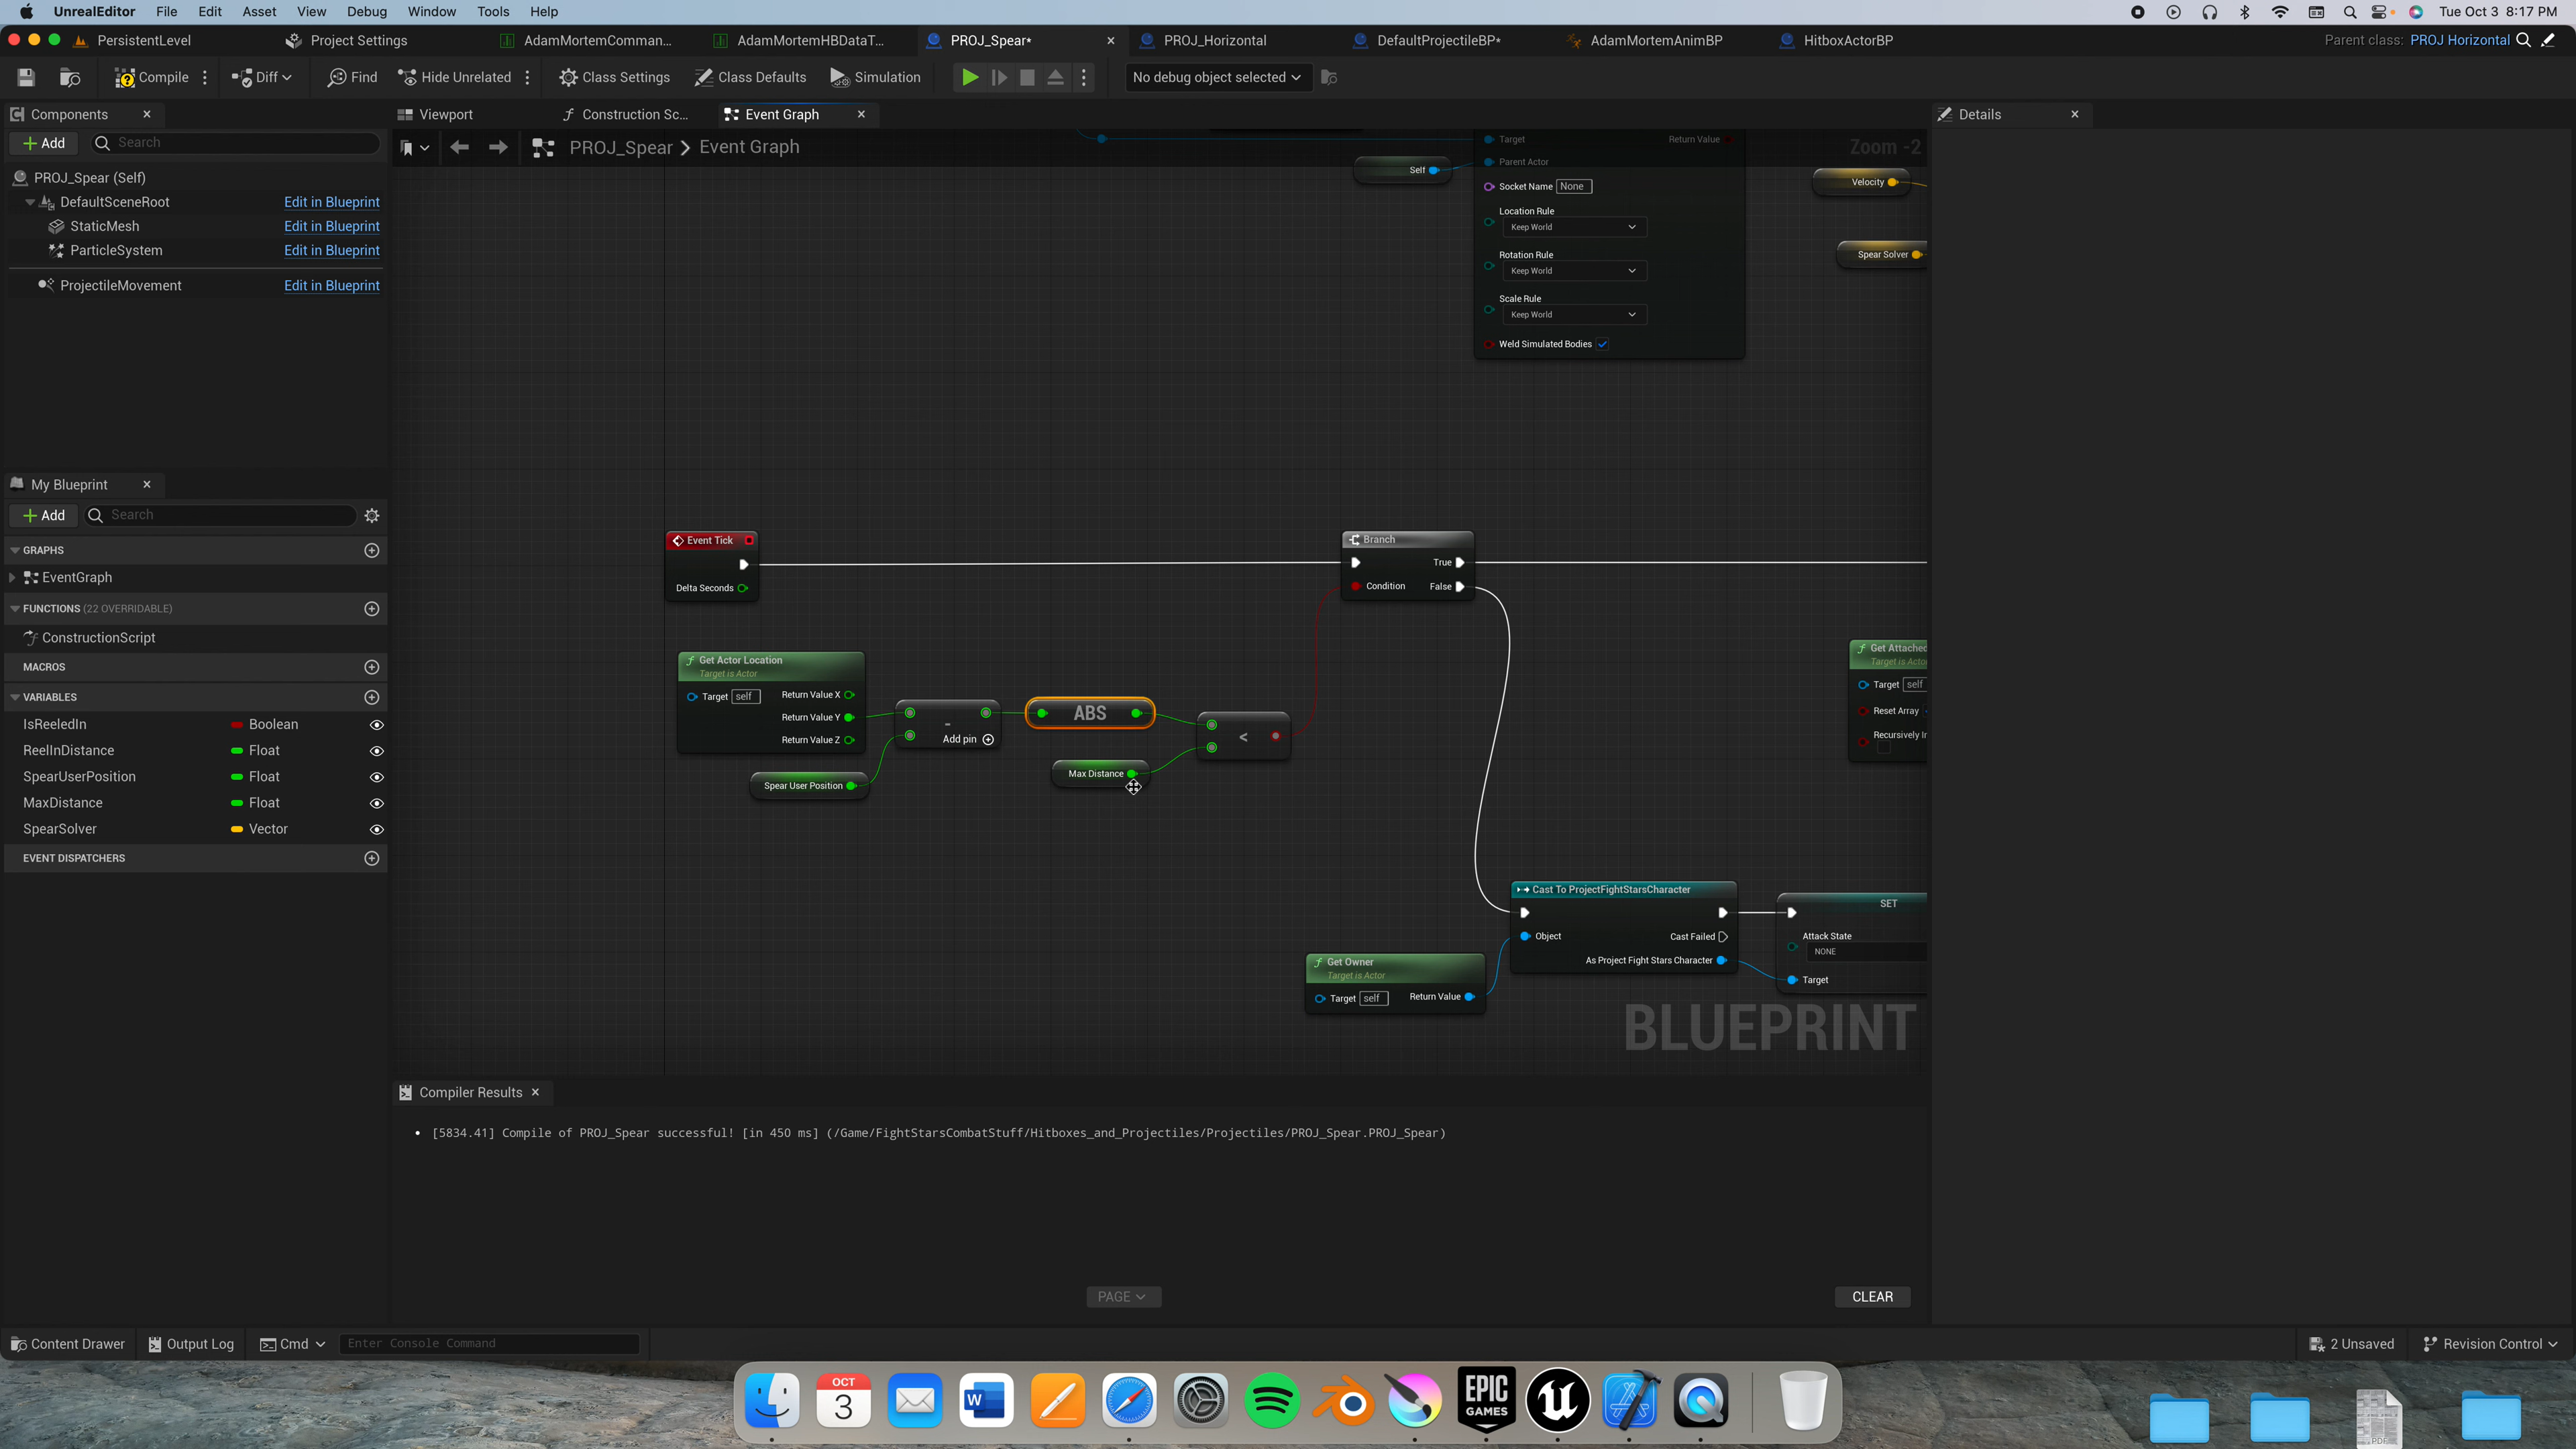 UnrealEditor File Edit Asset View Debug Window Tools Help Tue Oct 3 8:17 PM
PersistentLevel Project Settings AdamMortemComman... AdamMortemHBDataT... PROJ_Spear* PROJ_Horizontal DefaultProjectileBP* AdamMortemAnimBP HitboxActorBP Parent class: PROJ Horizontal
Compile Diff Find Hide Unrelated Class Settings Class Defaults Simulation No debug object selected
Components
Add
Search
PROJ_Spear (Self)
DefaultSceneRoot Edit in Blueprint
StaticMesh Edit in Blueprint
ParticleSystem Edit in Blueprint
ProjectileMovement Edit in Blueprint
My Blueprint
Add
Search
GRAPHS
EventGraph
FUNCTIONS (22 OVERRIDABLE)
ConstructionScript
MACROS
VARIABLES
IsReeledIn Boolean
ReelInDistance Float
SpearUserPosition Float
MaxDistance Float
SpearSolver Vector
EVENT DISPATCHERS
Viewport Construction Sc... Event Graph
PROJ_Spear > Event Graph
Zoom -2
Target Return Value
Self
Parent Actor
Socket Name None
Location Rule
Keep World
Rotation Rule
Keep World
Scale Rule
Keep World
Weld Simulated Bodies
Velocity
Spear Solver
Event Tick
Delta Seconds
Branch
True
Condition False
Get Actor Location
Target is Actor
Target self
Return Value X
Return Value Y
Return Value Z
-
Add pin
ABS
<
Max Distance
Spear User Position
Get Attached
Target is Acto
Target self
Reset Array
Recursively In
Cast To ProjectFightStarsCharacter
Object Cast Failed
As Project Fight Stars Character
SET
Attack State
NONE
Target
Get Owner
Target is Actor
Target self Return Value
BLUEPRINT
Compiler Results
[5834.41] Compile of PROJ_Spear successful! [in 450 ms] (/Game/FightStarsCombatStuff/Hitboxes_and_Projectiles/Projectiles/PROJ_Spear.PROJ_Spear)
PAGE CLEAR
Details
Content Drawer Output Log Cmd Enter Console Command 2 Unsaved Revision Control
OCT
3
W
EPIC
GAMES
PDF